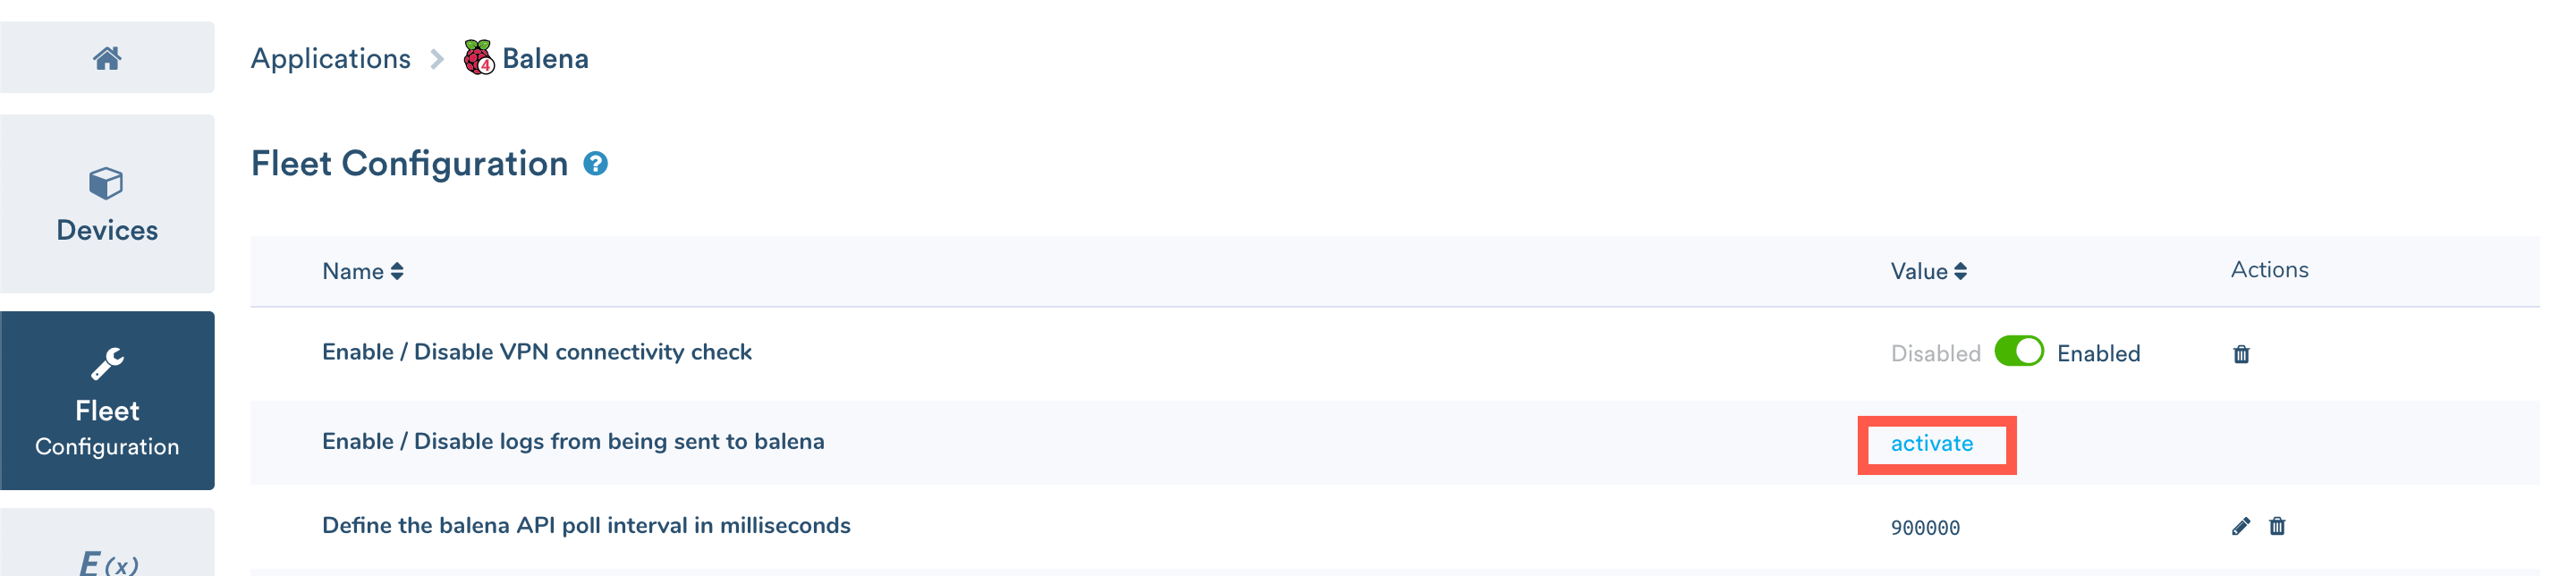 Applications > 4 Balena
Devices
Fleet Configuration ?
Name Value Actions
Enable / Disable VPN connectivity check Disabled Enabled
Fleet
Configuration
Enable / Disable logs from being sent to balena activate
Define the balena API poll interval in milliseconds 900000
E(x)